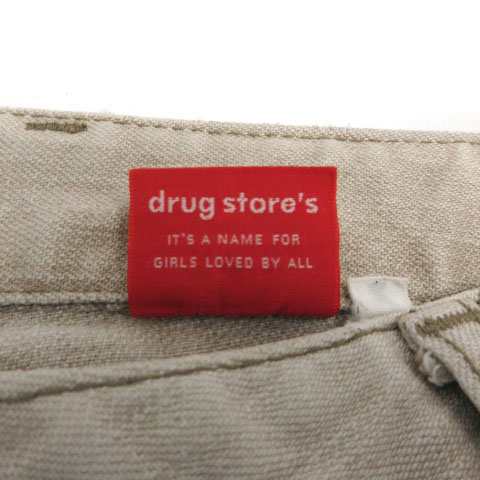 drug store's
IT'S A NAME FOR
GIRLS LOVED BY ALL